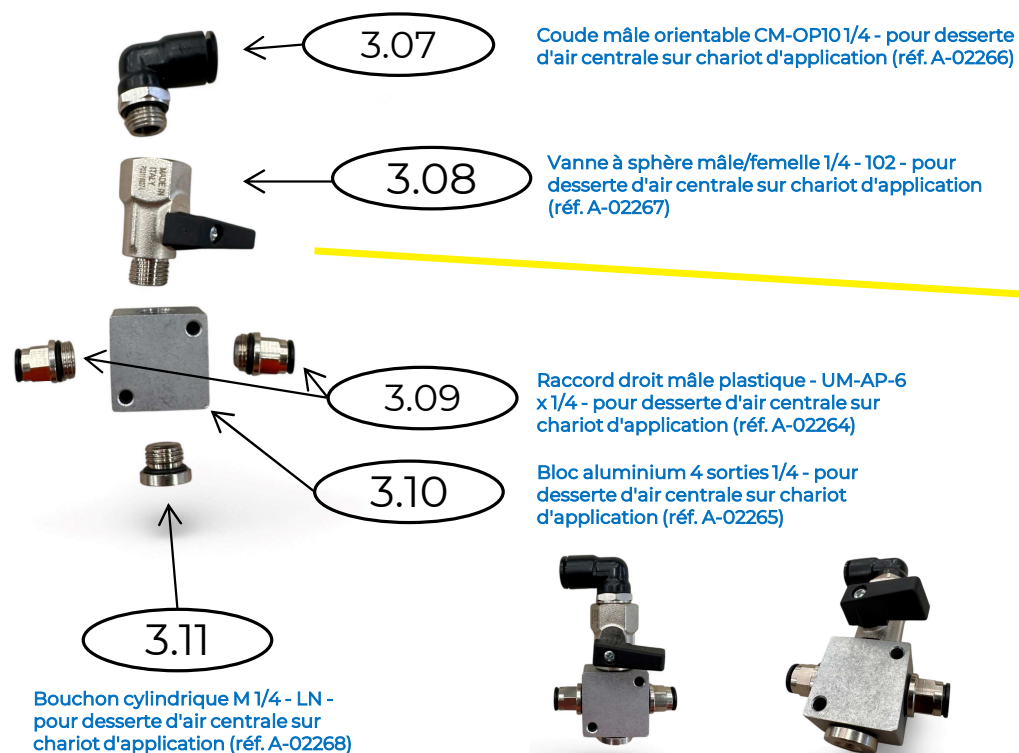 3.07
Coude mâle orientable CM-OP10 1/4 - pour desserte
d'air centrale sur chariot d'application (réf. A-02266)
3.08
Vanne à sphère mâle/femelle 1/4 - 102 - pour
desserte d'air centrale sur chariot d'application
(réf. A-02267)
MADE IN
ITALY
3.09
Raccord droit mâle plastique - UM-AP-6
x 1/4 - pour desserte d'air centrale sur
chariot d'application (réf. A-02264)
3.10
Bloc aluminium 4 sorties 1/4 - pour
desserte d'air centrale sur chariot
d'application (réf. A-02265)
3.11
Bouchon cylindrique M 1/4 - LN -
pour desserte d'air centrale sur
chariot d'application (réf. A-02268)